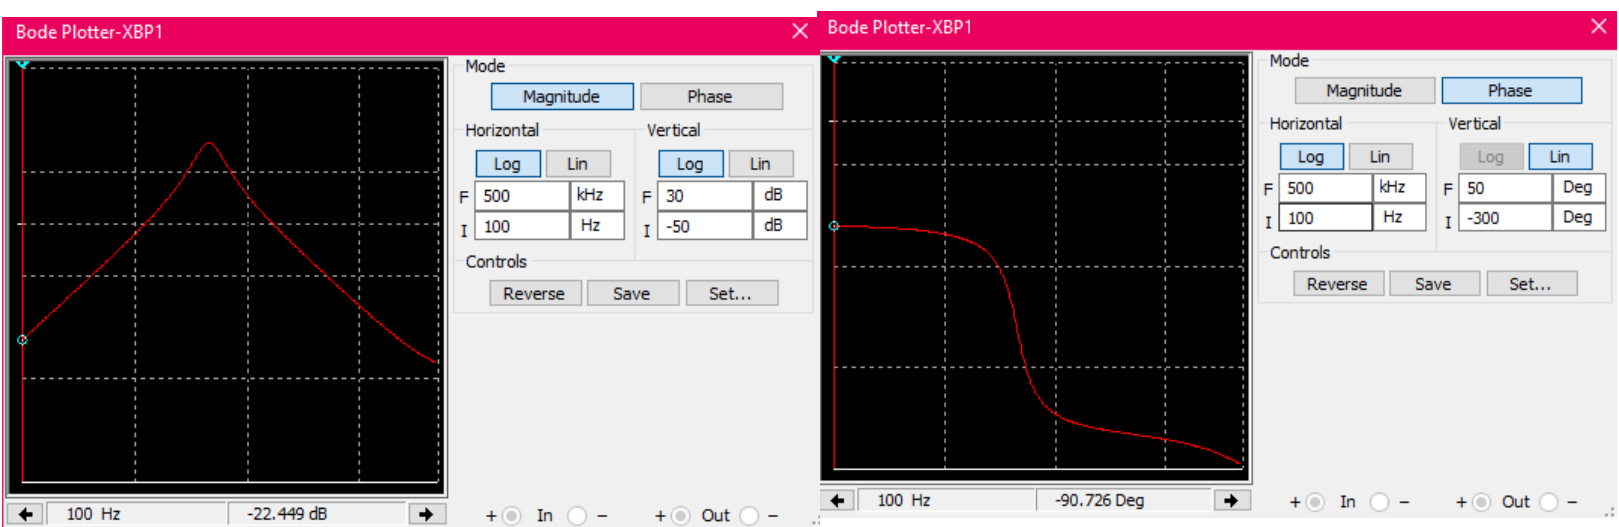 Bode Plotter-XBP1
Mode
Magnitude Phase
Horizontal Vertical
Log Lin Log Lin
F 500 kHz F 30 dB
I 100 Hz I -50 dB
Controls
Reverse Save Set...
100 Hz -22.449 dB + In - + Out -
Bode Plotter-XBP1
Mode
Magnitude Phase
Horizontal Vertical
Log Lin Log Lin
F 500 kHz F 50 Deg
I 100 Hz I -300 Deg
Controls
Reverse Save Set...
100 Hz -90.726 Deg + In - + Out -